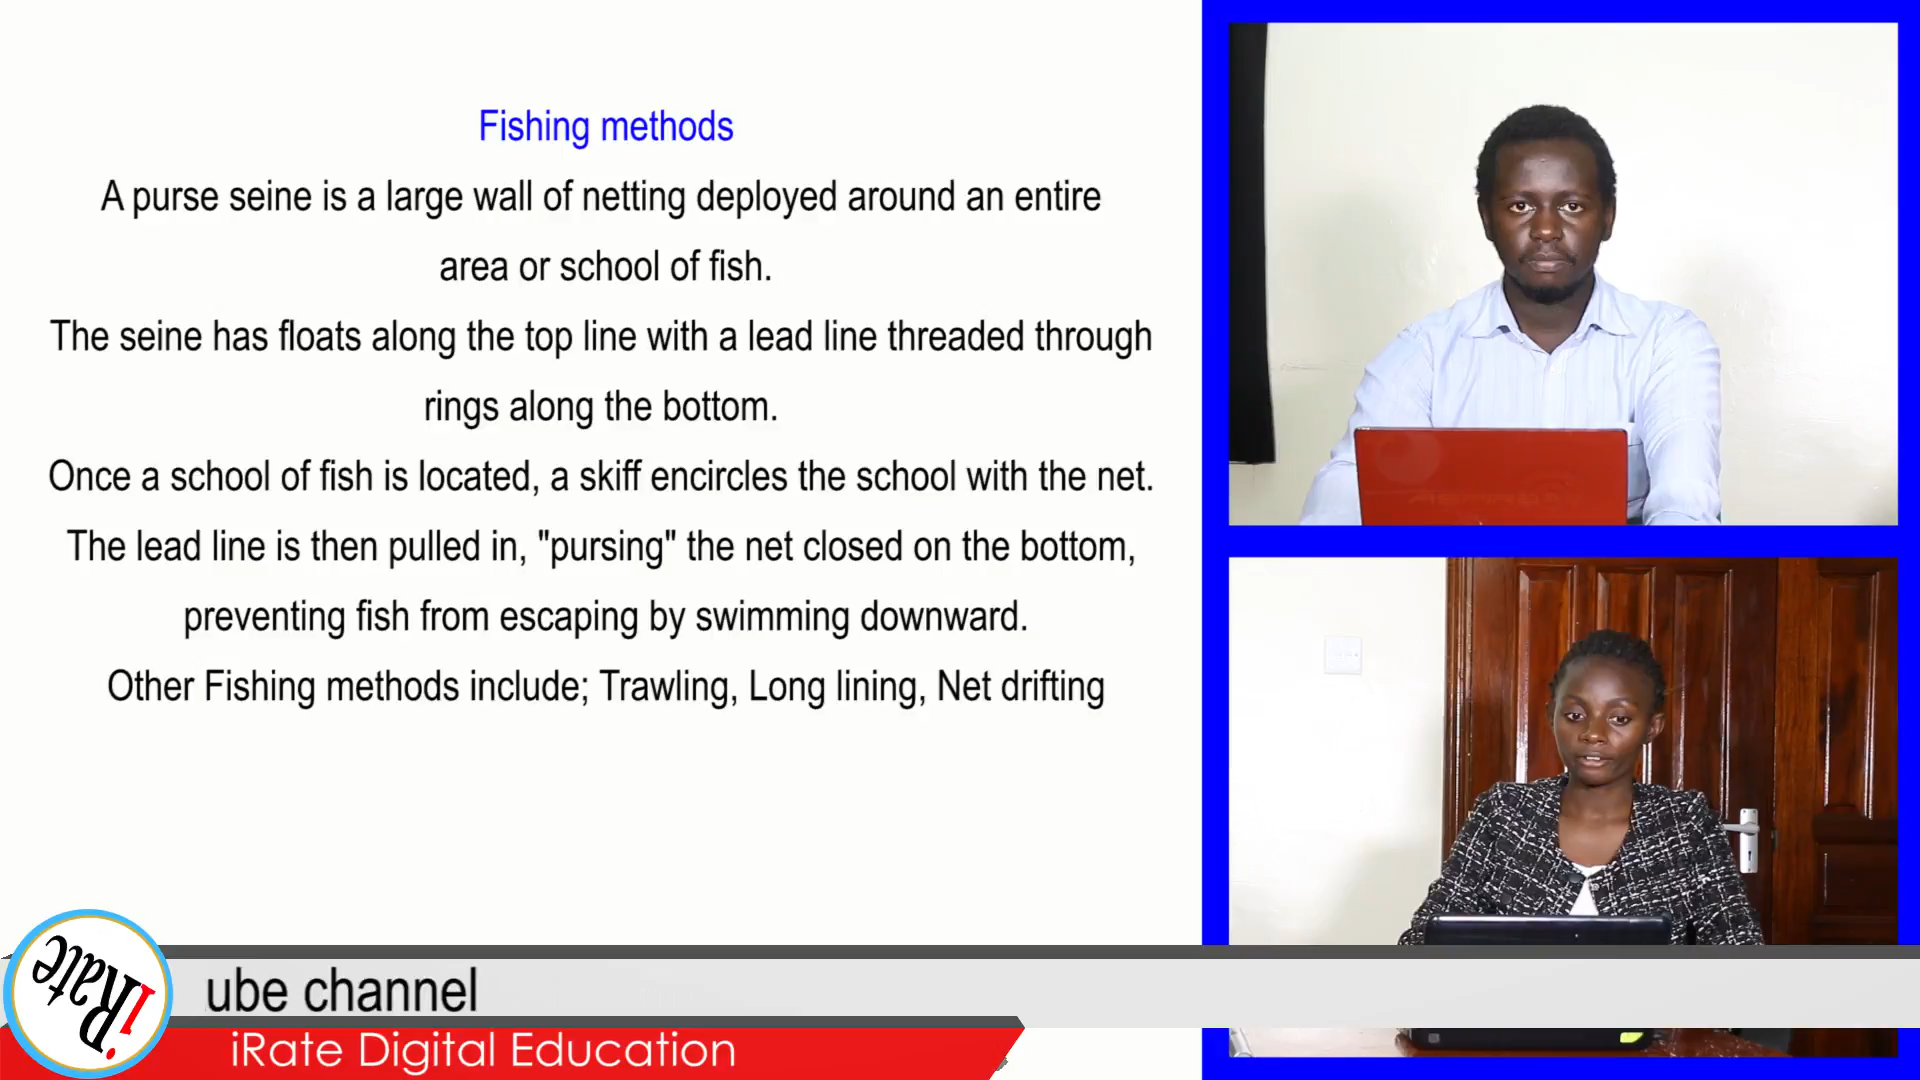 Fishing methods
A purse seine is a large wall of netting deployed around an entire
area or school of fish.
The seine has floats along the top line with a lead line threaded through
rings along the bottom.
Once a school of fish is located, a skiff encircles the school with the net.
The lead line is then pulled in, "pursing" the net closed on the bottom,
preventing fish from escaping by swimming downward.
Other Fishing methods include; Trawling, Long lining, Net drifting
iRate
ube channel
iRate Digital Education